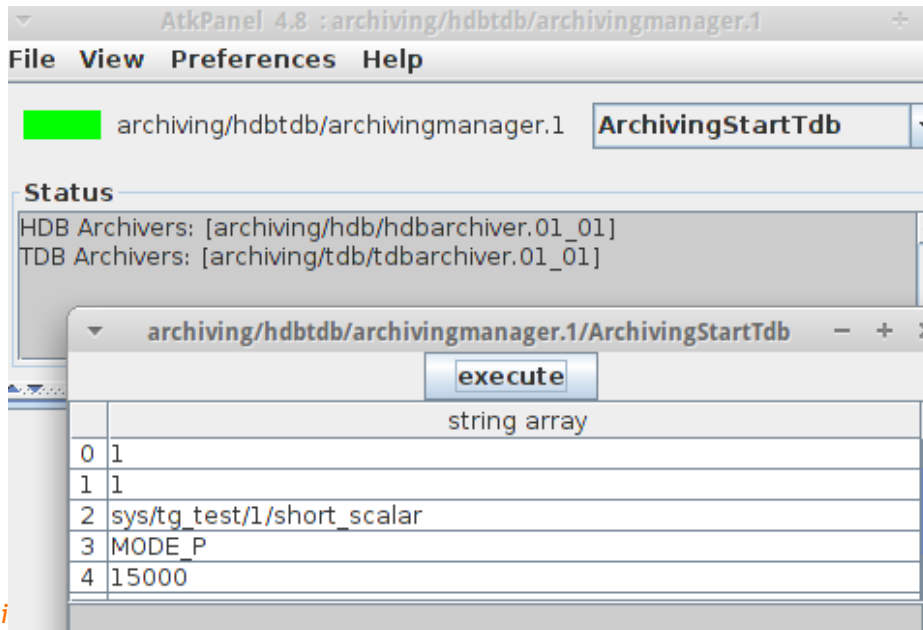 AtkPanel 4.8 : archiving/hdbtdb/archivingmanager.1
File View Preferences Help
archiving/hdbtdb/archivingmanager.1 ArchivingStartTdb
Status
HDB Archivers: [archiving/hdb/hdbarchiver.01_01]
TDB Archivers: [archiving/tdb/tdbarchiver.01_01]
archiving/hdbtdb/archivingmanager.1/ArchivingStartTdb
execute
string array
0 1
1 1
2 sys/tg_test/1/short_scalar
3 MODE_P
4 15000
i